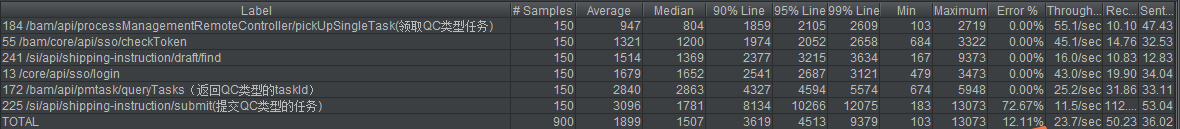 Label # Samples Average Median 90% Line 95% Line 99% Line Min Maximum Error % Through... Rec... Sent...
184 /bam/api/processManagementRemoteController/pickUpSingleTask(领取QC类型任务) 150 947 804 1859 2105 2609 103 2719 0.00% 55.1/sec 10.10 47.43
55 /bam/core/api/sso/checkToken 150 1321 1200 1974 2052 2658 684 3322 0.00% 45.1/sec 14.76 32.53
241 /si/api/shipping-instruction/draft/find 150 1514 1369 2377 3215 3634 167 9373 0.00% 16.0/sec 10.83 12.83
13 /core/api/sso/login 150 1679 1652 2541 2687 3121 479 3473 0.00% 43.0/sec 19.90 34.04
172 /bam/api/pmtask/queryTasks（返回QC类型的taskId） 150 2840 2863 4327 4594 5574 674 5948 0.00% 25.2/sec 31.86 33.11
225 /si/api/shipping-instruction/submit(提交QC类型的任务) 150 3096 1781 8134 10266 12075 183 13073 72.67% 11.5/sec 112.... 53.04
TOTAL 900 1899 1507 3619 4513 9379 103 13073 12.11% 23.7/sec 50.23 36.02